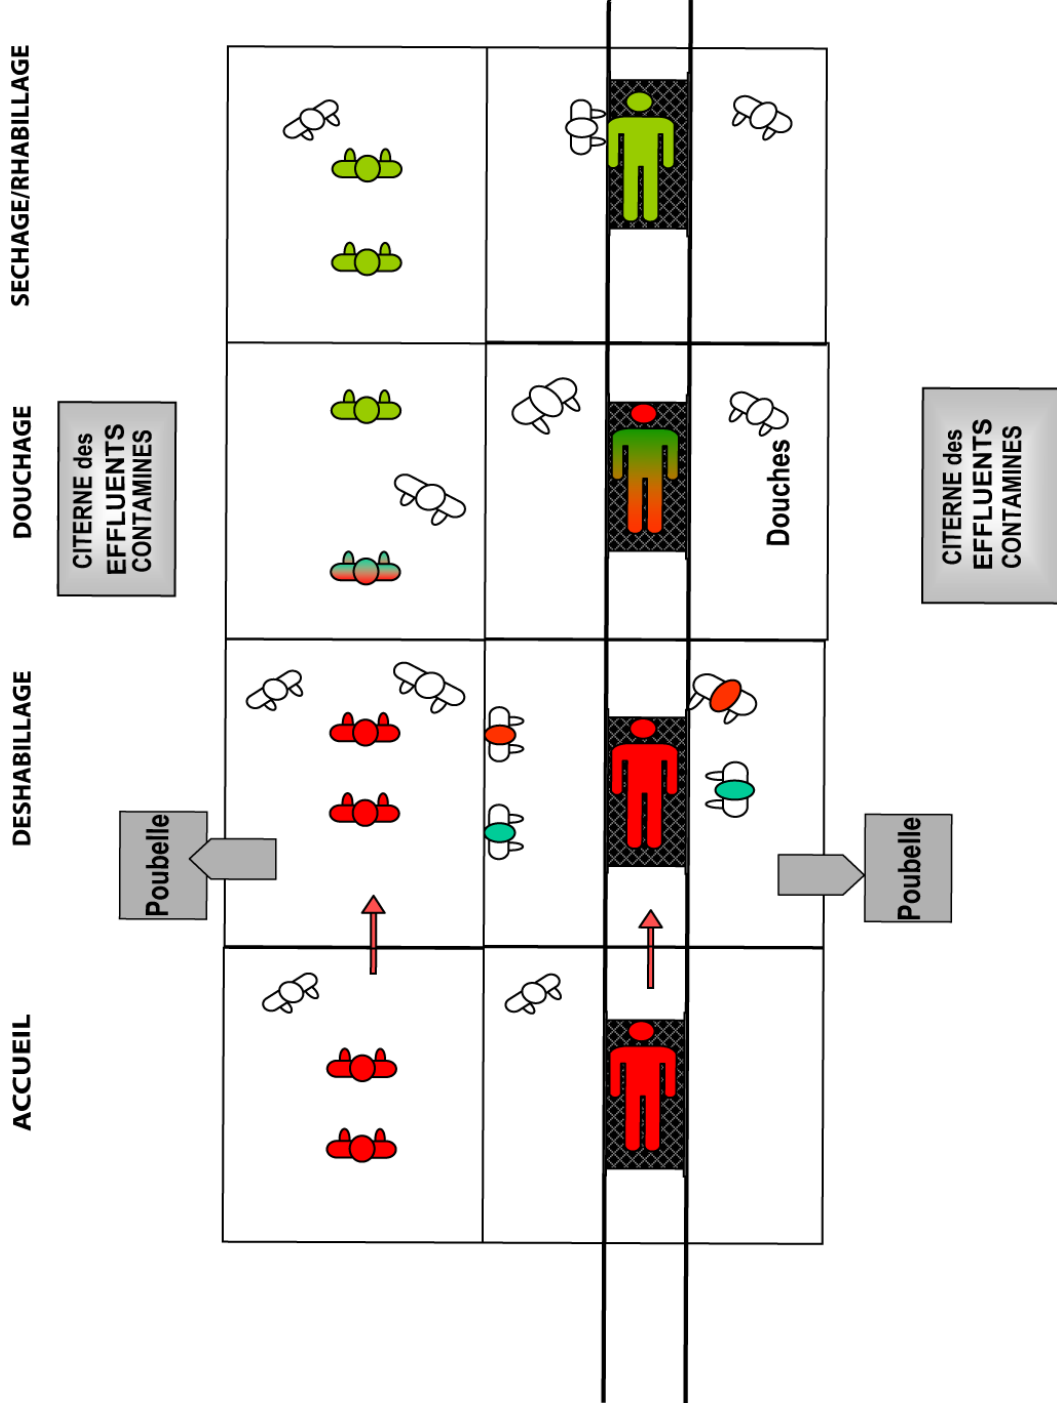 SECHAGE/RHABILLAGE
DOUCHAGE
DESHABILLAGE
ACCUEIL
CITERNE des
EFFLUENTS
CONTAMINES
Poubelle
Douches
CITERNE des
EFFLUENTS
CONTAMINES
Poubelle